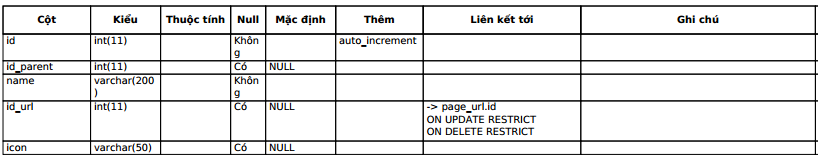 Cột Kiểu Thuộc tính Null Mặc định Thêm Liên kết tới Ghi chú
id int(11) Khôn
g auto_increment
id_parent int(11) Có NULL
name varchar(200
) Khôn
g
id_url int(11) Có NULL -> page_url.id
ON UPDATE RESTRICT
ON DELETE RESTRICT
icon varchar(50) Có NULL